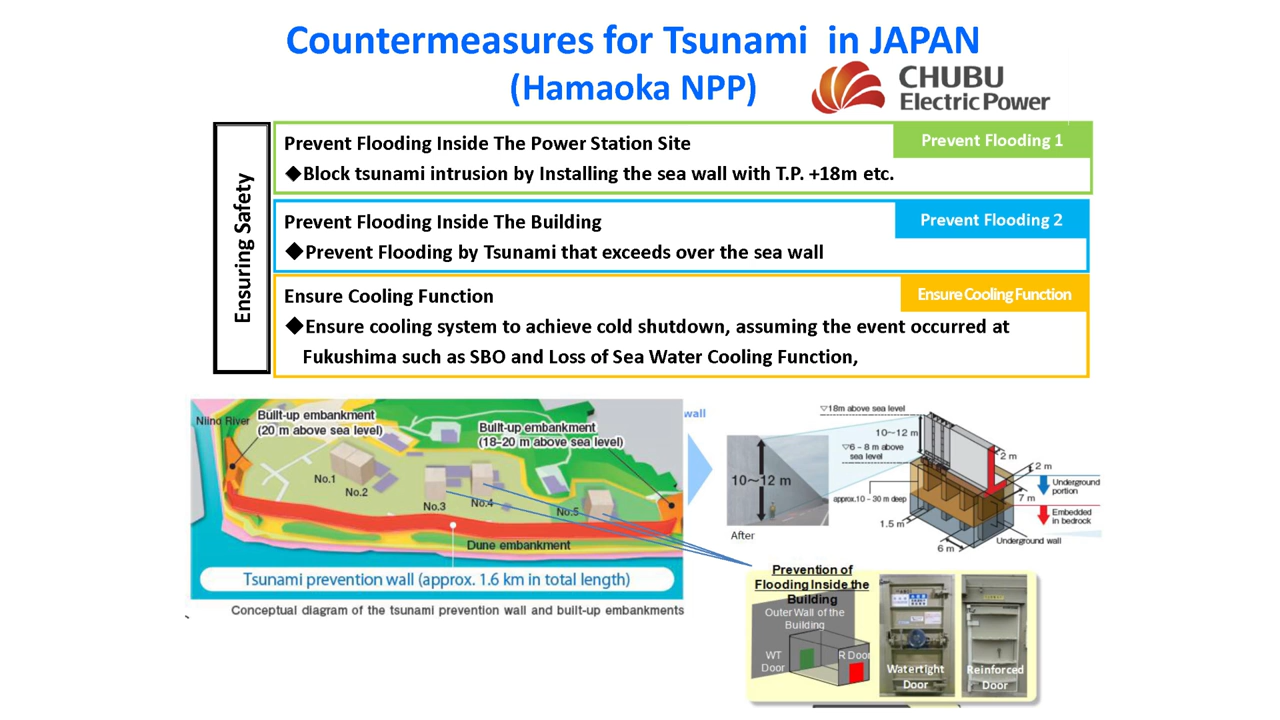 Countermeasures for Tsunami in JAPAN
(Hamaoka NPP)
CHUBU
Electric Power
Ensuring Safety
Prevent Flooding Inside The Power Station Site
Prevent Flooding 1
◆Block tsunami intrusion by Installing the sea wall with T.P. +18m etc.
Prevent Flooding Inside The Building
Prevent Flooding 2
◆Prevent Flooding by Tsunami that exceeds over the sea wall
Ensure Cooling Function
Ensure Cooling Function
◆Ensure cooling system to achieve cold shutdown, assuming the event occurred at
Fukushima such as SBO and Loss of Sea Water Cooling Function,
Niino River
Built-up embankment
(20 m above sea level)
Built-up embankment
(18–20 m above sea level)
No.1
No.2
No.3
No.4
No.5
Dune embankment
Tsunami prevention wall (approx. 1.6 km in total length)
Conceptual diagram of the tsunami prevention wall and built-up embankments
wall
10～12 m
After
▽18m above sea level
10～12 m
▽6 – 8 m above
sea level
approx.10 – 30 m deep
1.5 m
6 m
2 m
2 m
7 m
Underground
portion
Embedded
in bedrock
Underground wall
Prevention of
Flooding Inside the
Building
Outer Wall of the
Building
WT
Door
R Door
Watertight
Door
Reinforced
Door